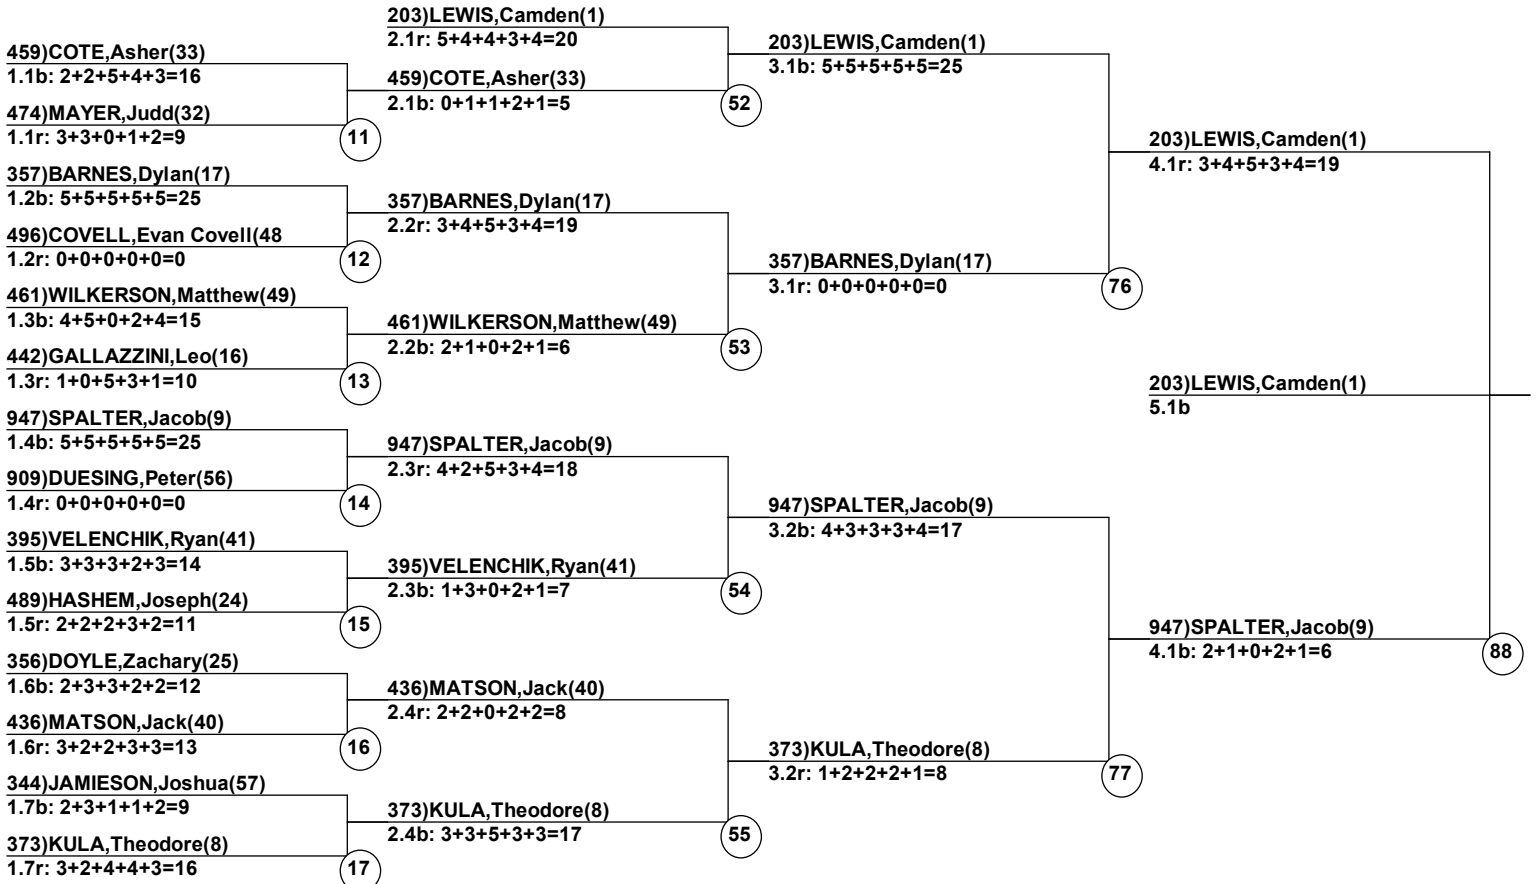 459)COTE,Asher(33)
1.1b: 2+2+5+4+3=16
474)MAYER,Judd(32)
1.1r: 3+3+0+1+2=9
11
357)BARNES,Dylan(17)
1.2b: 5+5+5+5+5=25
496)COVELL,Evan Covell(48
1.2r: 0+0+0+0+0=0
12
461)WILKERSON,Matthew(49)
1.3b: 4+5+0+2+4=15
442)GALLAZZINI,Leo(16)
1.3r: 1+0+5+3+1=10
13
947)SPALTER,Jacob(9)
1.4b: 5+5+5+5+5=25
909)DUESING,Peter(56)
1.4r: 0+0+0+0+0=0
14
395)VELENCHIK,Ryan(41)
1.5b: 3+3+3+2+3=14
489)HASHEM,Joseph(24)
1.5r: 2+2+2+3+2=11
15
356)DOYLE,Zachary(25)
1.6b: 2+3+3+2+2=12
436)MATSON,Jack(40)
1.6r: 3+2+2+3+3=13
16
344)JAMIESON,Joshua(57)
1.7b: 2+3+1+1+2=9
373)KULA,Theodore(8)
1.7r: 3+2+4+4+3=16
17
203)LEWIS,Camden(1)
2.1r: 5+4+4+3+4=20
459)COTE,Asher(33)
2.1b: 0+1+1+2+1=5
52
357)BARNES,Dylan(17)
2.2r: 3+4+5+3+4=19
461)WILKERSON,Matthew(49)
2.2b: 2+1+0+2+1=6
53
947)SPALTER,Jacob(9)
2.3r: 4+2+5+3+4=18
395)VELENCHIK,Ryan(41)
2.3b: 1+3+0+2+1=7
54
436)MATSON,Jack(40)
2.4r: 2+2+0+2+2=8
373)KULA,Theodore(8)
2.4b: 3+3+5+3+3=17
55
203)LEWIS,Camden(1)
3.1b: 5+5+5+5+5=25
357)BARNES,Dylan(17)
3.1r: 0+0+0+0+0=0
76
947)SPALTER,Jacob(9)
3.2b: 4+3+3+3+4=17
373)KULA,Theodore(8)
3.2r: 1+2+2+2+1=8
77
203)LEWIS,Camden(1)
4.1r: 3+4+5+3+4=19
203)LEWIS,Camden(1)
5.1b
947)SPALTER,Jacob(9)
4.1b: 2+1+0+2+1=6
88